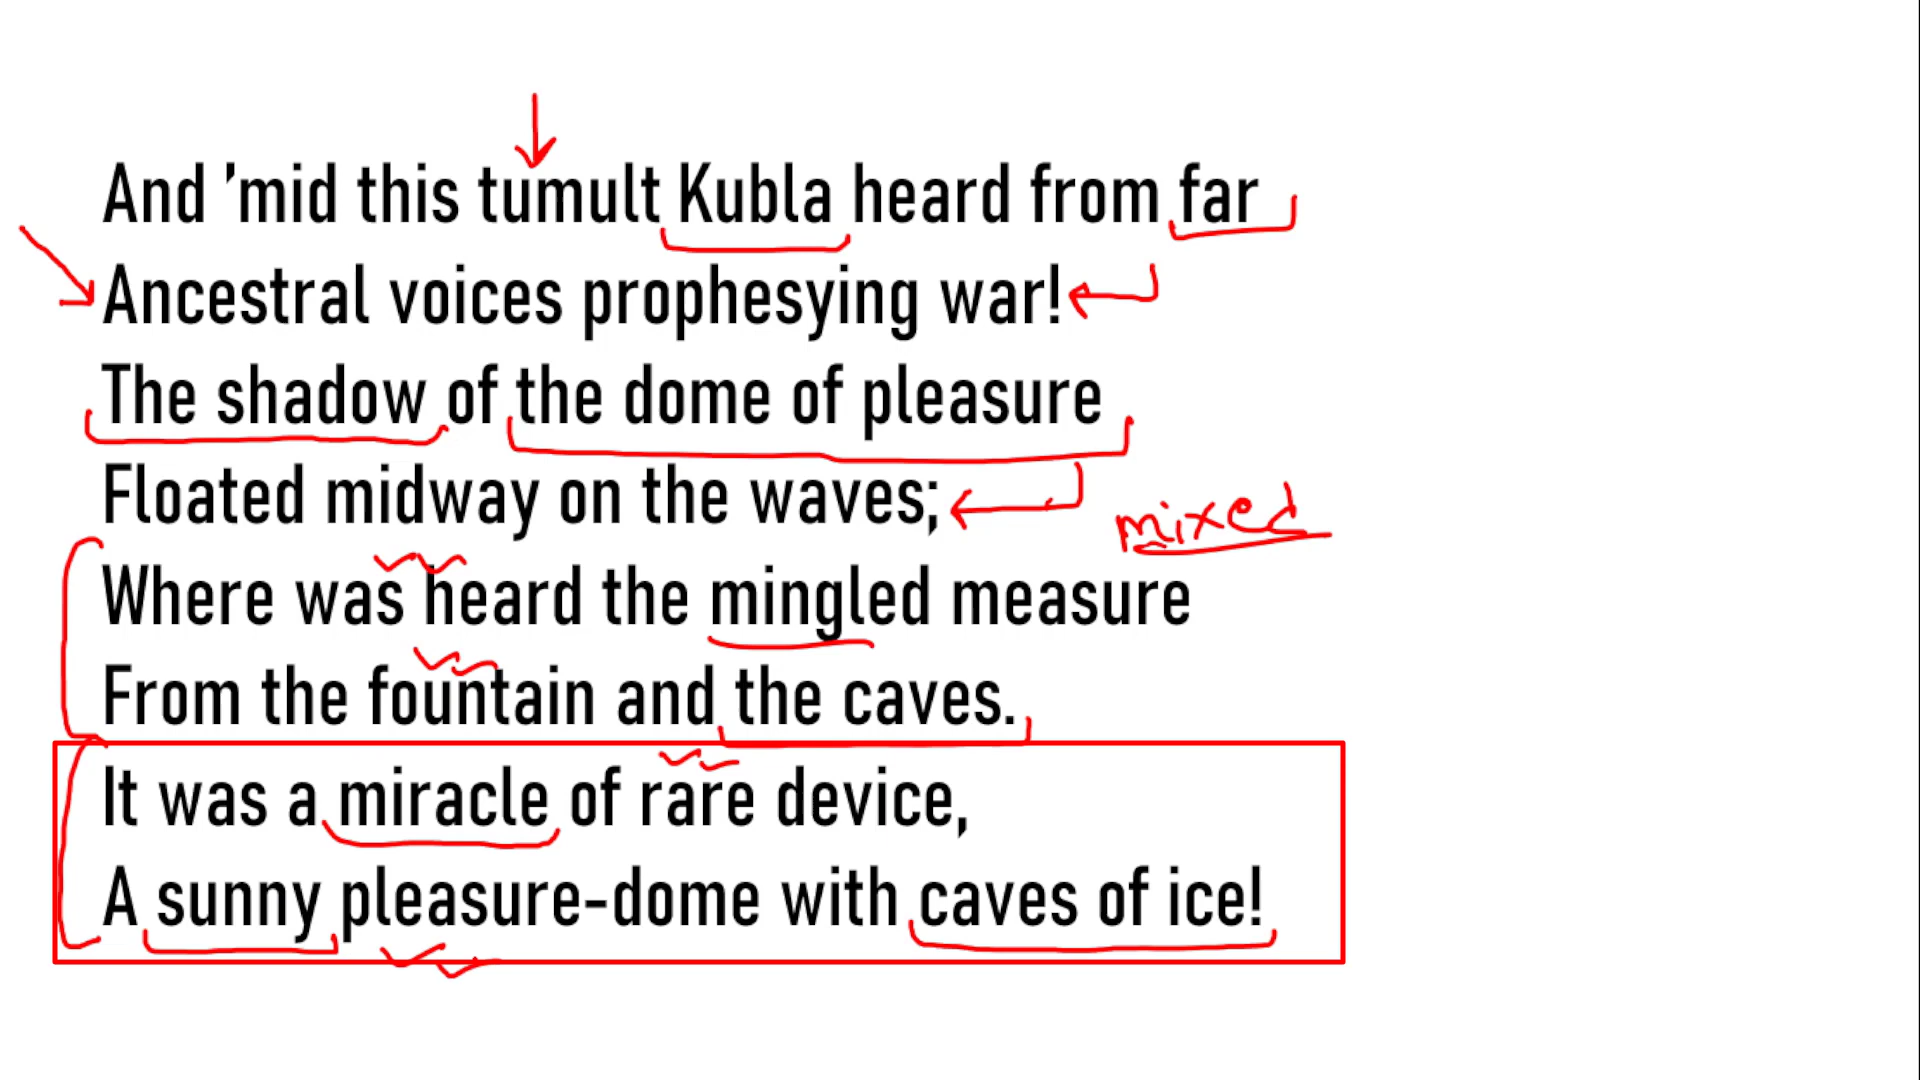 And ’mid this tumult Kubla heard from far
Ancestral voices prophesying war!
The shadow of the dome of pleasure
Floated midway on the waves;
mixed
Where was heard the mingled measure
From the fountain and the caves.
It was a miracle of rare device,
A sunny pleasure-dome with caves of ice!